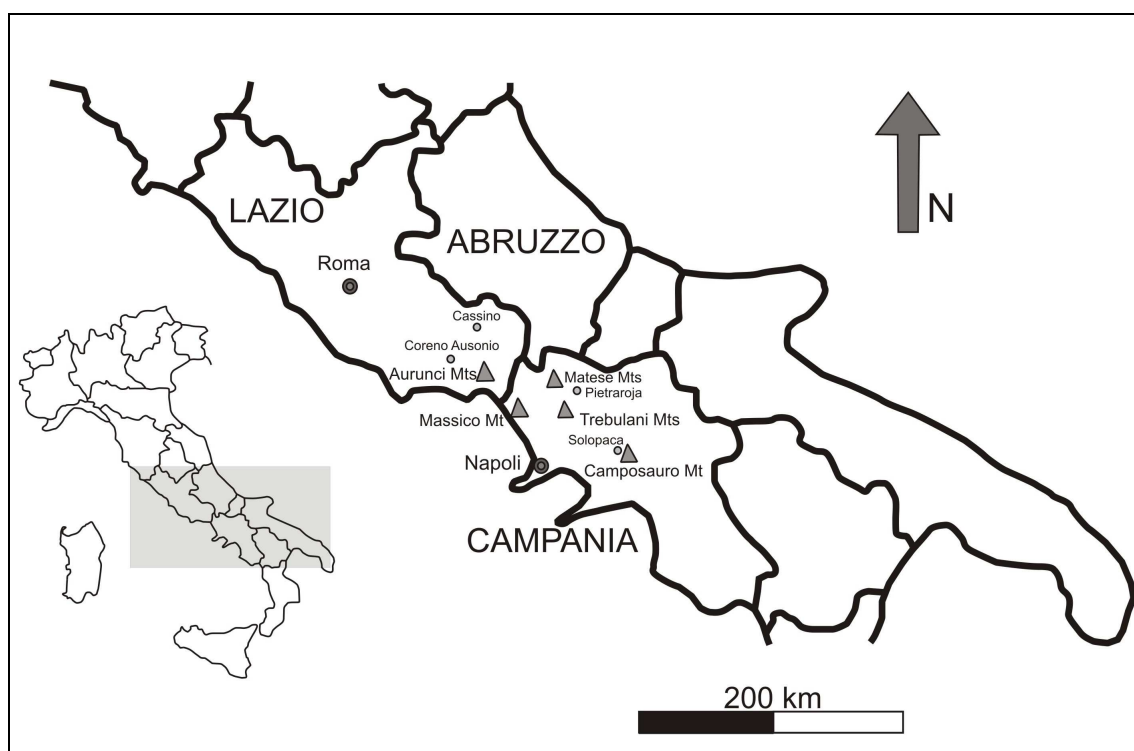 LAZIO
ABRUZZO
N
Roma
Cassino
Coreno Ausonio
Aurunci Mts
Matese Mts
Pietraroja
Massico Mt
Trebulani Mts
Solopaca
Napoli
Camposauro Mt
CAMPANIA
200 km